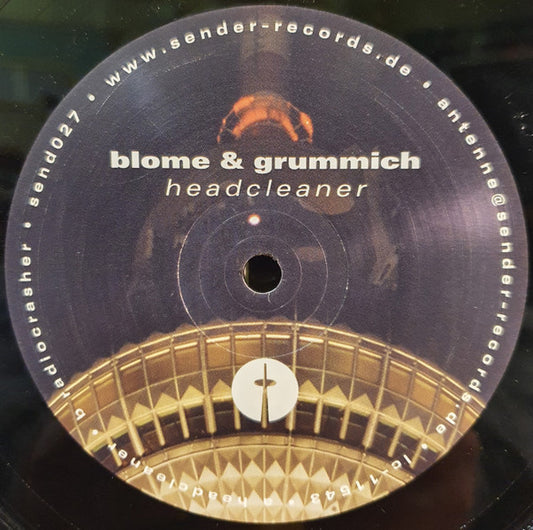 blome & grummich
headcleaner
a headcleaner • b radiocrasher • send027 • www.sender-records.de • antenne@sender-records.de • lc-11543 •